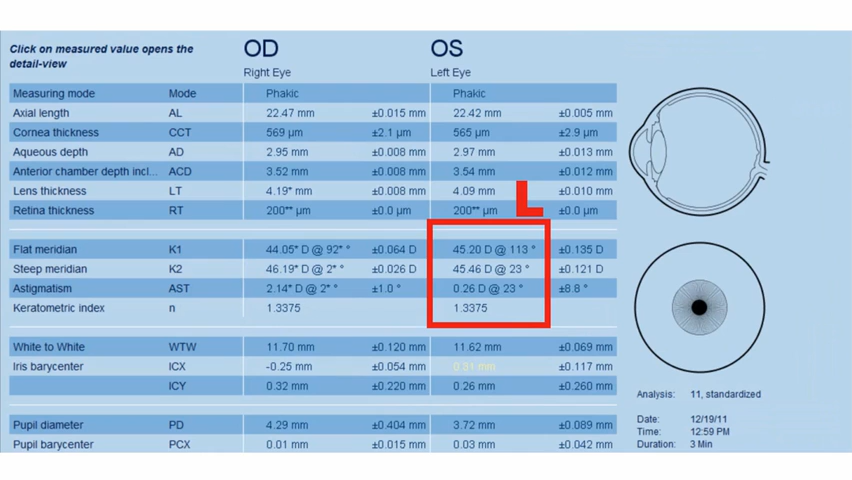 Click on measured value opens the detail-view
OD
Right Eye
OS
Left Eye
Measuring mode Mode Phakic Phakic
Axial length AL 22.47 mm ±0.015 mm 22.42 mm ±0.005 mm
Cornea thickness CCT 569 µm ±2.1 µm 565 µm ±2.9 µm
Aqueous depth AD 2.95 mm ±0.008 mm 2.97 mm ±0.013 mm
Anterior chamber depth incl... ACD 3.52 mm ±0.008 mm 3.54 mm ±0.012 mm
Lens thickness LT 4.19* mm ±0.008 mm 4.09 mm ±0.010 mm
Retina thickness RT 200** µm ±0.0 µm 200** µm ±0.0 µm
L
Flat meridian K1 44.05* D @ 92* ° ±0.064 D 45.20 D @ 113 ° ±0.135 D
Steep meridian K2 46.19* D @ 2* ° ±0.026 D 45.46 D @ 23 ° ±0.121 D
Astigmatism AST 2.14* D @ 2* ° ±1.0 ° 0.26 D @ 23 ° ±8.8 °
Keratometric index n 1.3375 1.3375
White to White WTW 11.70 mm ±0.120 mm 11.62 mm ±0.069 mm
Iris barycenter ICX -0.25 mm ±0.054 mm 0.31 mm ±0.117 mm
ICY 0.32 mm ±0.220 mm 0.26 mm ±0.260 mm
Pupil diameter PD 4.29 mm ±0.404 mm 3.72 mm ±0.089 mm
Pupil barycenter PCX 0.01 mm ±0.015 mm 0.03 mm ±0.042 mm
Analysis: 11, standardized
Date: 12/19/11
Time: 12:59 PM
Duration: 3 Min